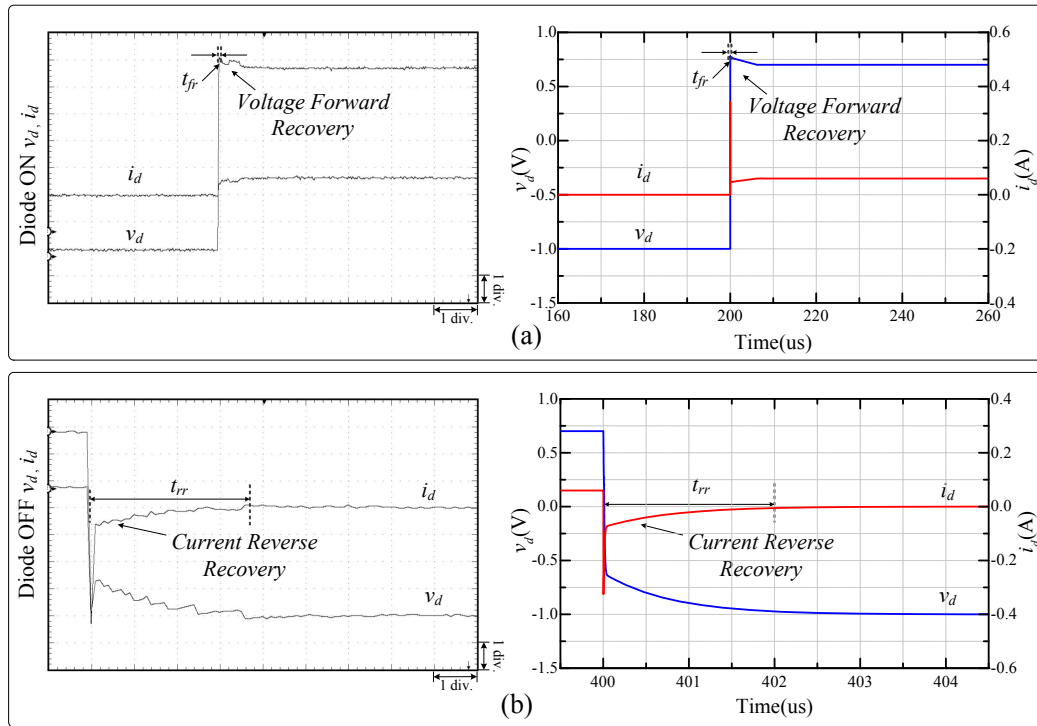 Diode ON v_d, i_d
t_fr
Voltage Forward
Recovery
i_d
v_d
1 div.
1 div.
v_d(V)
1.0
0.75
0.5
0.0
-0.5
-1.0
-1.5
t_fr
Voltage Forward
Recovery
i_d
v_d
0.6
0.4
0.2
0.0
-0.2
-0.4
i_d(A)
160 180 200 220 240 260
Time(us)
(a)
Diode OFF v_d, i_d
t_rr
i_d
Current Reverse
Recovery
v_d
1 div.
1 div.
v_d(V)
1.0
0.75
0.5
0.0
-0.5
-1.0
-1.5
t_rr
i_d
Current Reverse
Recovery
v_d
0.4
0.2
0.0
-0.2
-0.4
-0.6
i_d(A)
400 401 402 403 404
Time(us)
(b)